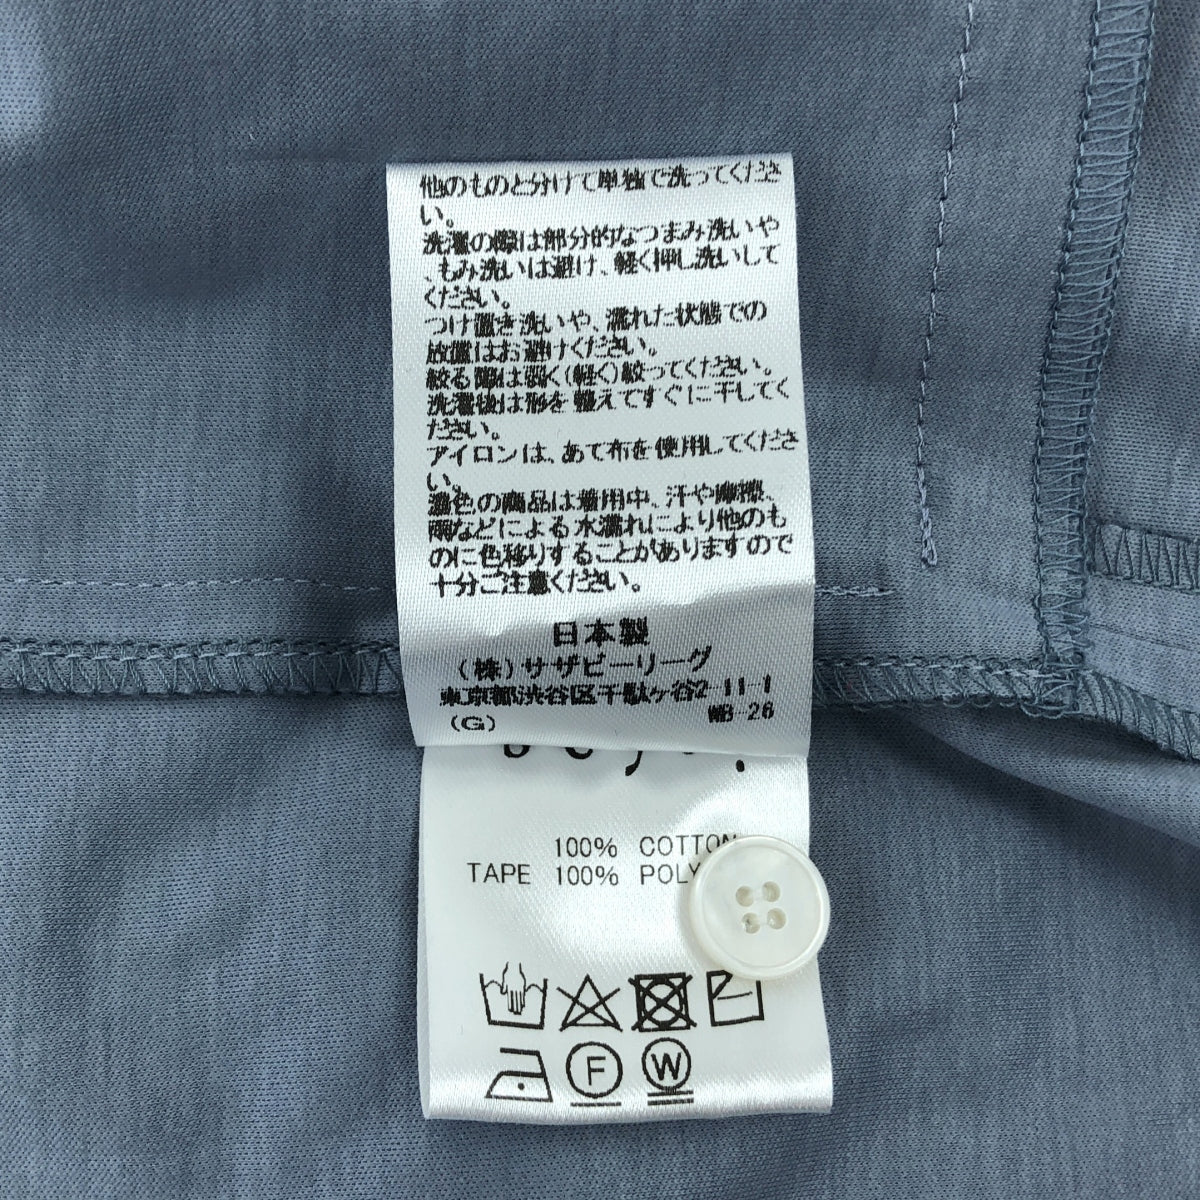 他のものと分けて単独で洗ってくださ
い。
洗濯の際は部分的なつまみ洗いや
、もみ洗いは避け、軽く押し洗いして
ください。
つけ置き洗いや、濡れた状態での
放置はお避けください。
絞る際は弱く(軽く)絞ってください。
洗濯後は形を整えてすぐに干してく
ださい。
アイロンは、あて布を使用してくださ
い。
濃色の商品は着用中、汗や摩擦、
雨などによる水濡れにより他のも
のに色移りすることがありますので
十分ご注意ください。
日本製
(株)サザビーリーグ
東京都渋谷区千駄ヶ谷2-11-1
(G) WB-26
100% COTTON
TAPE 100%
F
W